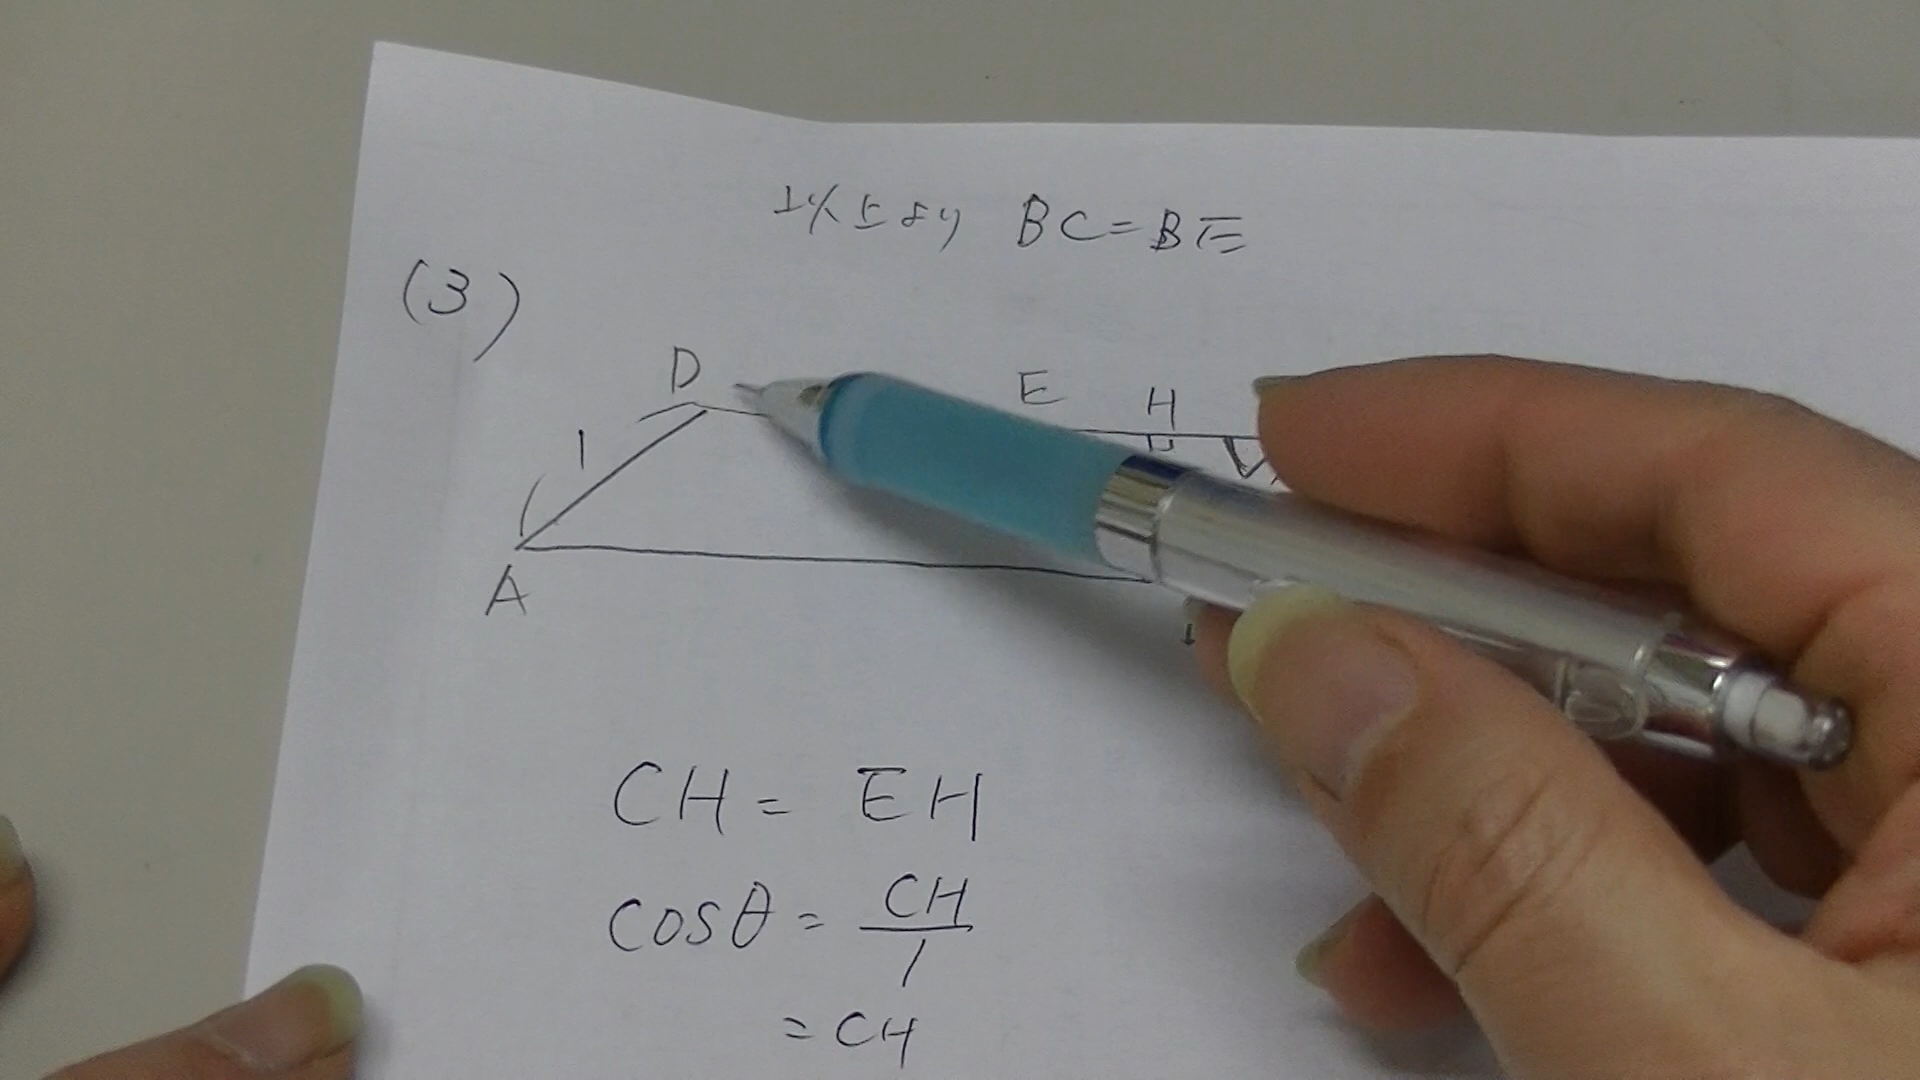 以上より BC=BE
(3)
D
E H
1
A
CH = EH
cosθ = CH/1
= CH